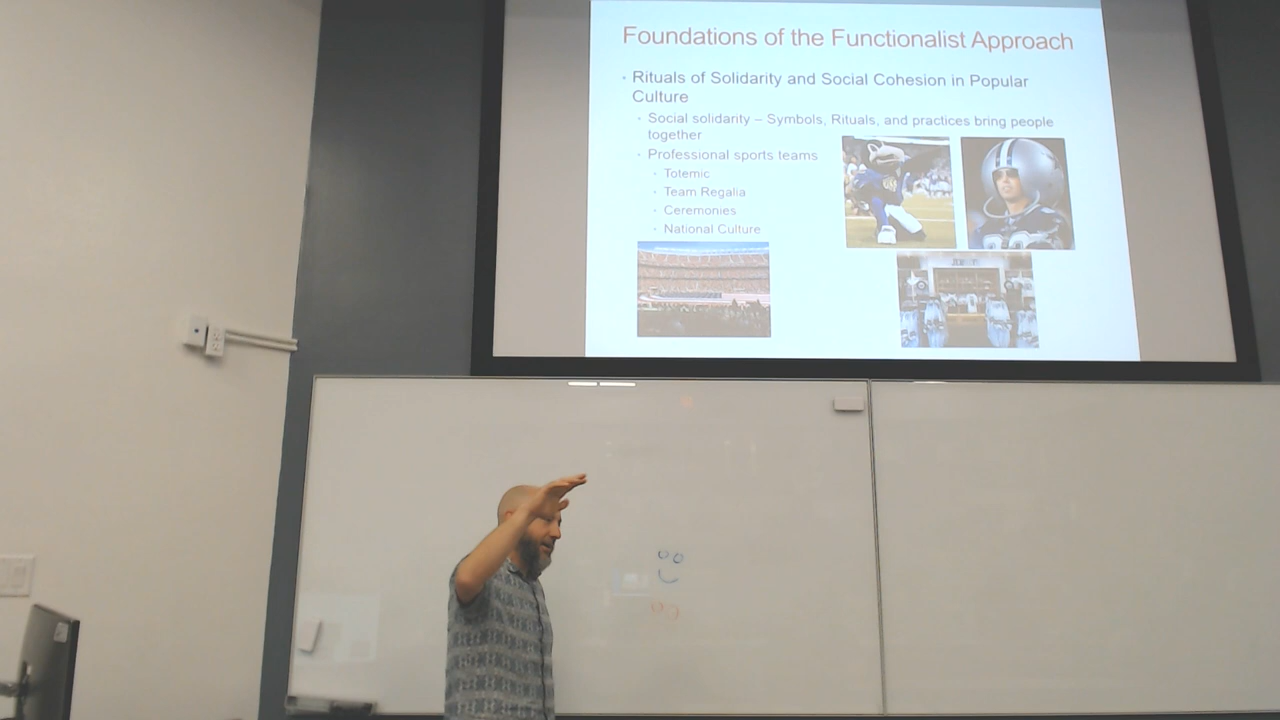 Foundations of the Functionalist Approach
Rituals of Solidarity and Social Cohesion in Popular
Culture
Social solidarity – Symbols, Rituals, and practices bring people
together
Professional sports teams
Totemic
Team Regalia
Ceremonies
National Culture